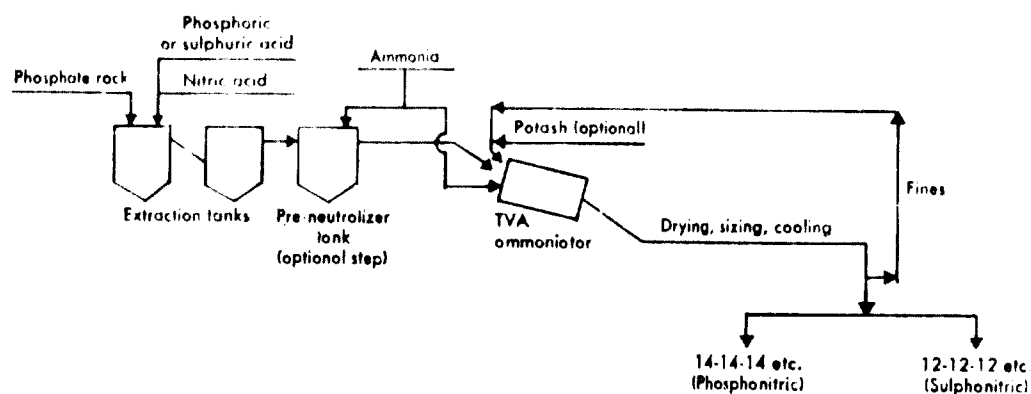 Phosphoric
or sulphuric acid
Phosphate rock
Nitric acid
Ammonia
Potash (optional)
Fines
Extraction tanks
Pre-neutralizer
tank
(optional step)
TVA
ammoniator
Drying, sizing, cooling
14-14-14 etc.
(Phosphonitric)
12-12-12 etc
(Sulphonitric)